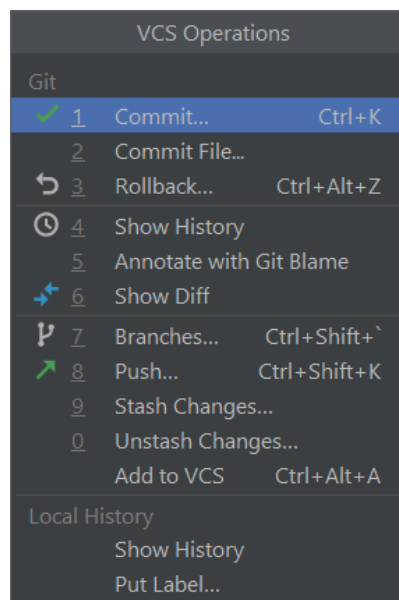 VCS Operations
Git
1 Commit... Ctrl+K
2 Commit File...
3 Rollback... Ctrl+Alt+Z
4 Show History
5 Annotate with Git Blame
6 Show Diff
7 Branches... Ctrl+Shift+`
8 Push... Ctrl+Shift+K
9 Stash Changes...
0 Unstash Changes...
Add to VCS Ctrl+Alt+A
Local History
Show History
Put Label...